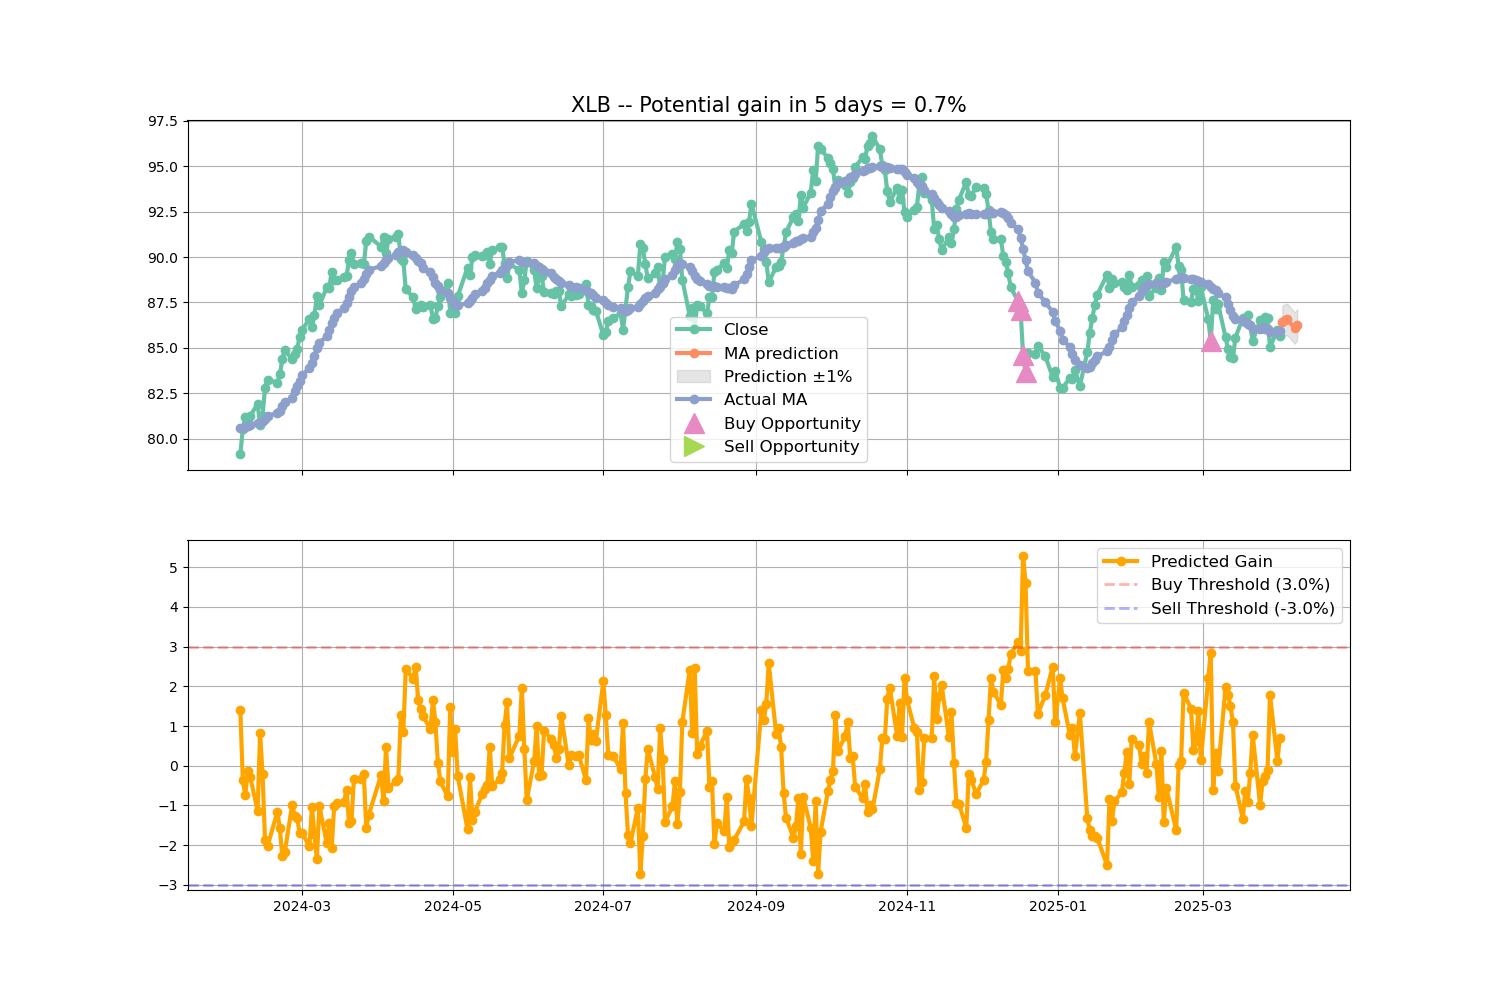 XLB -- Potential gain in 5 days = 0.7%
97.5
95.0
92.5
90.0
87.5
85.0
82.5
80.0
Close
MA prediction
Prediction ±1%
Actual MA
Buy Opportunity
Sell Opportunity
5
4
3
2
1
0
−1
−2
−3
Predicted Gain
Buy Threshold (3.0%)
Sell Threshold (-3.0%)
2024-03
2024-05
2024-07
2024-09
2024-11
2025-01
2025-03